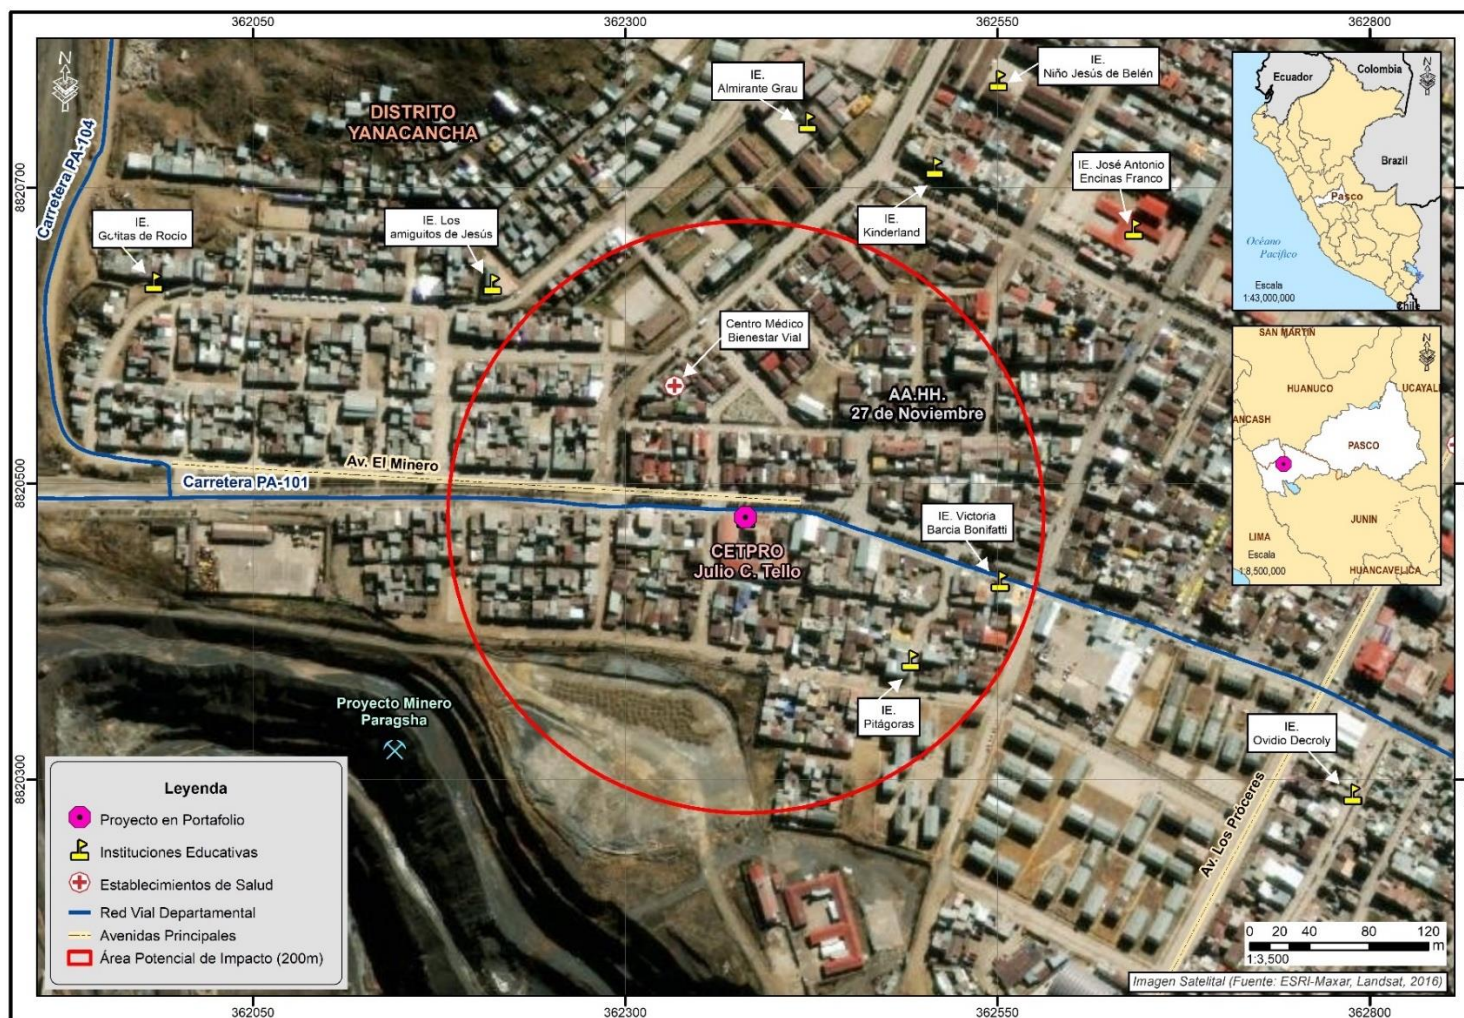 362050
362300
362550
362800
8820700
8820500
8820300
N
DISTRITO
YANACANCHA
Carretera PA-104
IE.
Gotitas de Rocío
IE. Los
amiguitos de Jesús
IE.
Almirante Grau
IE.
Niño Jesús de Belén
IE.
Kinderland
IE. José Antonio
Encinas Franco
Centro Médico
Bienestar Vial
AA.HH.
27 de Noviembre
Av. El Minero
Carretera PA-101
CETPRO
Julio C. Tello
IE. Victoria
Barcia Bonifatti
IE.
Pitágoras
Proyecto Minero
Paragsha
IE.
Ovidio Decroly
Av. Los Próceres
Ecuador
Colombia
N
Brazil
Pasco
Océano
Pacífico
Escala
1:43,000,000
Chile
SAN MARTIN
N
HUANUCO
UCAYALI
ANCASH
PASCO
JUNIN
LIMA
Escala
1:8,500,000
HUANCAVELICA
Leyenda
Proyecto en Portafolio
Instituciones Educativas
Establecimientos de Salud
Red Vial Departamental
Avenidas Principales
Área Potencial de Impacto (200m)
0 20 40 80 120
m
1:3,500
Imagen Satelital (Fuente: ESRI-Maxar, Landsat, 2016)
362050
362300
362550
362800